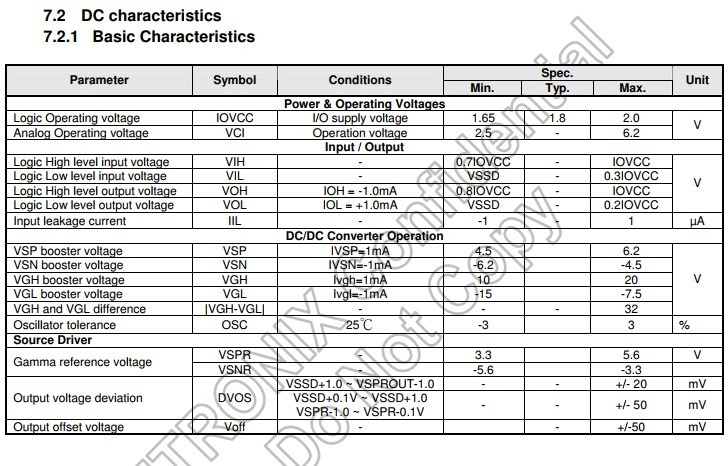 7.2 DC characteristics
7.2.1 Basic Characteristics
Parameter Symbol Conditions Spec. Unit
Min. Typ. Max.
Power & Operating Voltages
Logic Operating voltage IOVCC I/O supply voltage 1.65 1.8 2.0 V
Analog Operating voltage VCI Operation voltage 2.5 - 6.2
Input / Output
Logic High level input voltage VIH - 0.7IOVCC - IOVCC V
Logic Low level input voltage VIL - VSSD - 0.3IOVCC
Logic High level output voltage VOH IOH = -1.0mA 0.8IOVCC - IOVCC
Logic Low level output voltage VOL IOL = +1.0mA VSSD - 0.2IOVCC
Input leakage current IIL - -1 - 1 µA
DC/DC Converter Operation
VSP booster voltage VSP IVSP=1mA 4.5 6.2 V
VSN booster voltage VSN IVSN=-1mA -6.2 -4.5
VGH booster voltage VGH Ivgh=1mA 10 20
VGL booster voltage VGL Ivgl=-1mA -15 -7.5
VGH and VGL difference |VGH-VGL| - - - 32
Oscillator tolerance OSC 25℃ -3 3 %
Source Driver
Gamma reference voltage VSPR - 3.3 5.6 V
VSNR - -5.6 -3.3
Output voltage deviation DVOS VSSD+1.0 ~ VSPROUT-1.0 - - +/- 20 mV
VSSD+0.1V ~ VSSD+1.0
VSPR-1.0 ~ VSPR-0.1V - - +/- 50 mV
Output offset voltage Voff - - +/-50 mV
ITRONIX Confidential
Do Not Copy